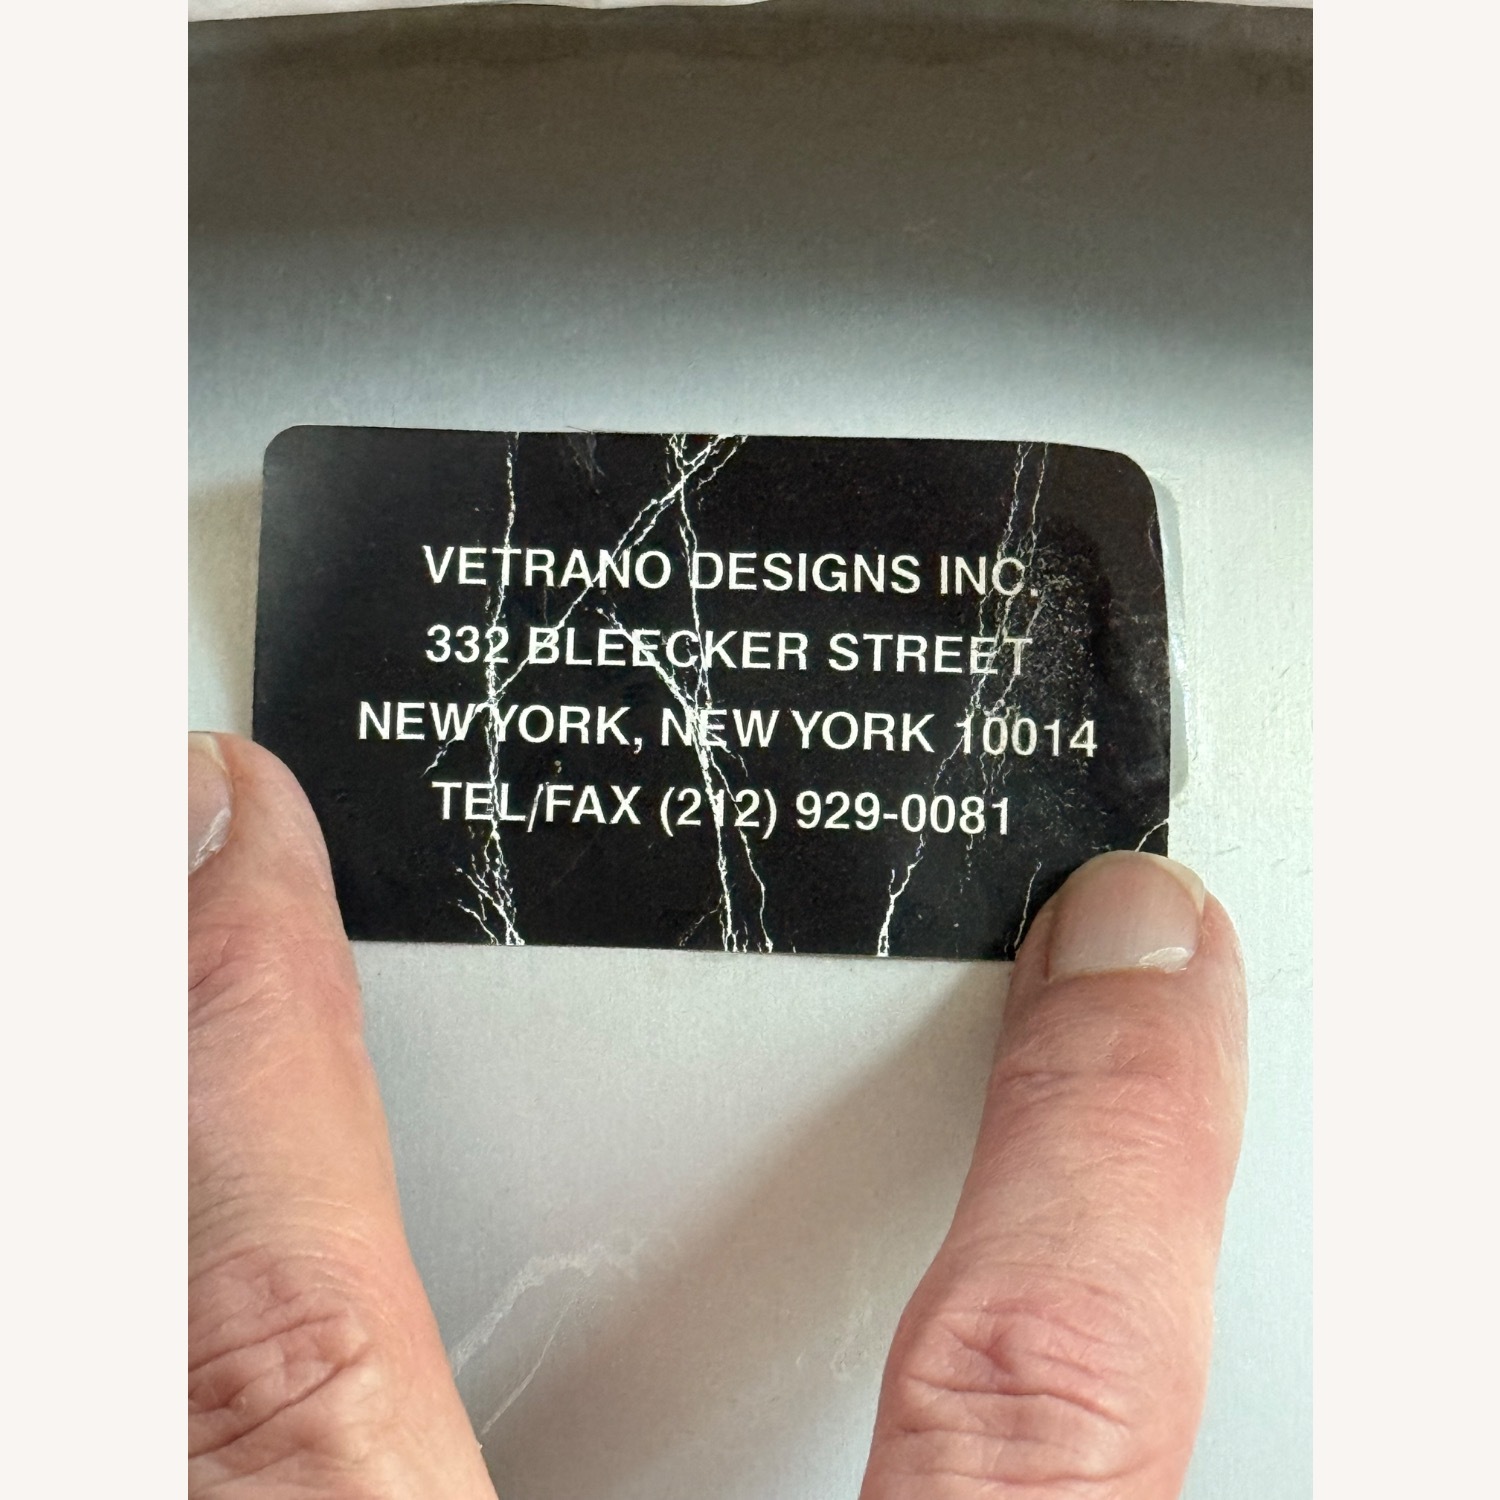 VETRANO DESIGNS INC.
332 BLEECKER STREET
NEW YORK, NEW YORK 10014
TEL/FAX (212) 929-0081